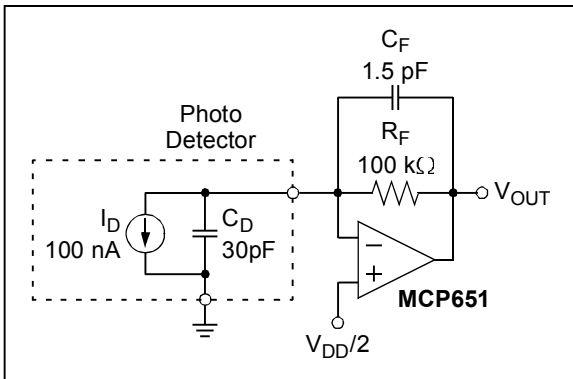 C_F
1.5 pF
R_F
100 kΩ
Photo
Detector
I_D
100 nA
C_D
30pF
V_OUT
MCP651
V_DD/2